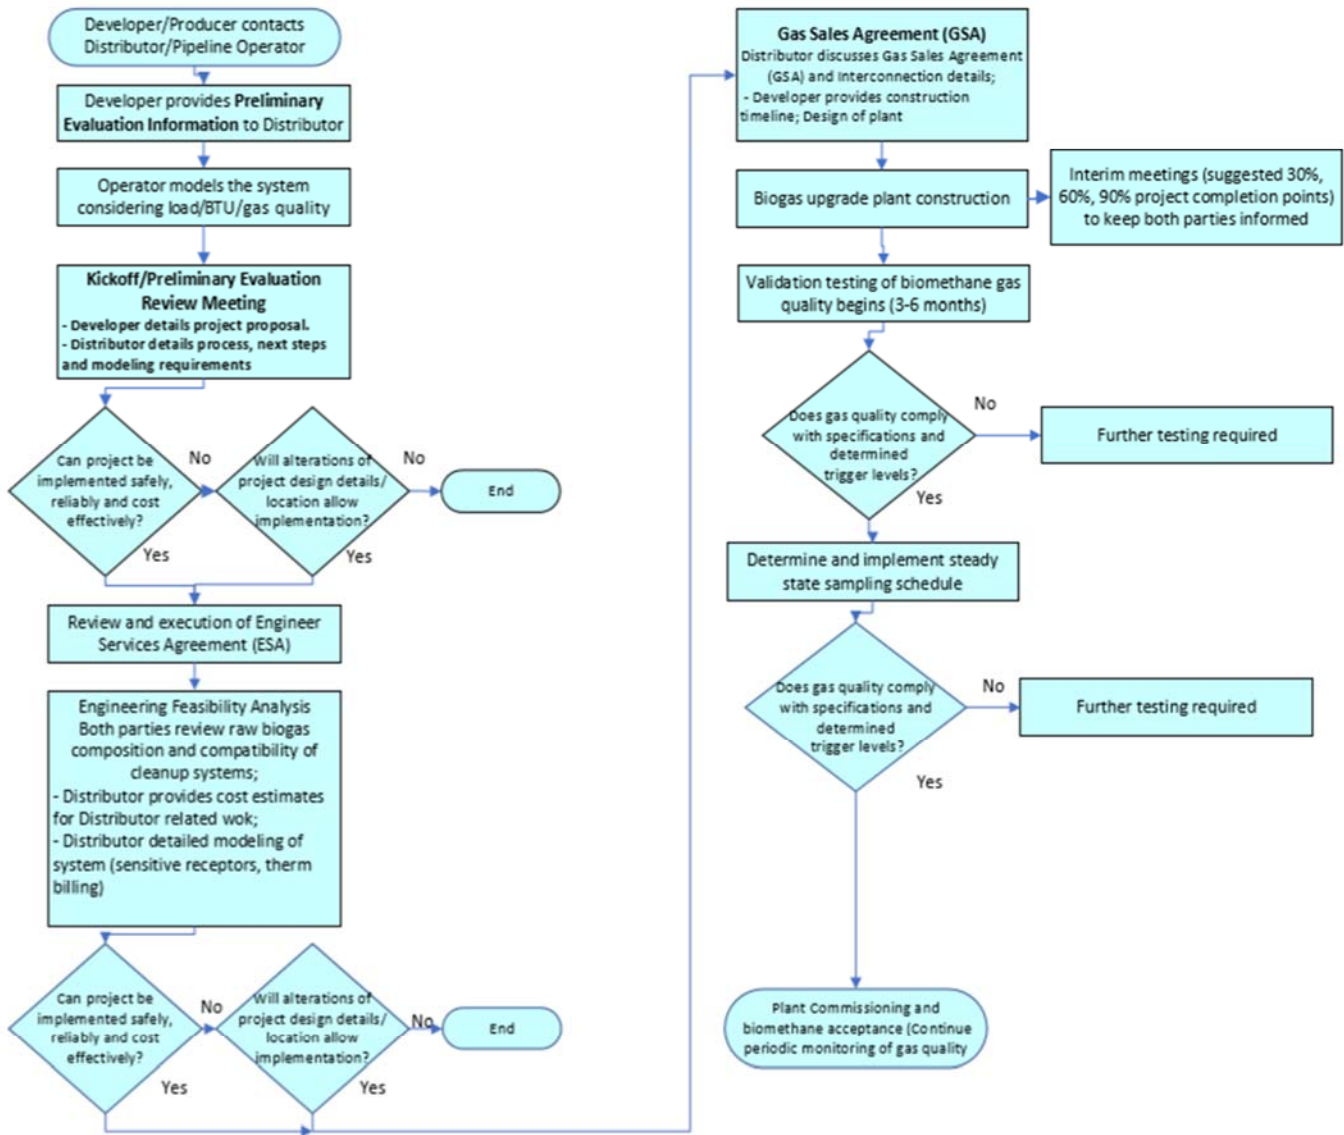 Developer/Producer contacts
Distributor/Pipeline Operator
Developer provides Preliminary
Evaluation Information to Distributor
Operator models the system
considering load/BTU/gas quality
Kickoff/Preliminary Evaluation
Review Meeting
- Developer details project proposal.
- Distributor details process, next steps
and modeling requirements
Can project be
implemented safely,
reliably and cost
effectively?
No
Yes
Will alterations of
project design details/
location allow
implementation?
No
Yes
End
Review and execution of Engineer
Services Agreement (ESA)
Engineering Feasibility Analysis
Both parties review raw biogas
composition and compatibility of
cleanup systems;
- Distributor provides cost estimates
for Distributor related wok;
- Distributor detailed modeling of
system (sensitive receptors, therm
billing)
Can project be
implemented safely,
reliably and cost
effectively?
No
Yes
Will alterations of
project design details/
location allow
implementation?
No
Yes
End
Gas Sales Agreement (GSA)
Distributor discusses Gas Sales Agreement
(GSA) and Interconnection details;
- Developer provides construction
timeline; Design of plant
Biogas upgrade plant construction
Interim meetings (suggested 30%,
60%, 90% project completion points)
to keep both parties informed
Validation testing of biomethane gas
quality begins (3-6 months)
Does gas quality comply
with specifications and
determined
trigger levels?
No
Yes
Further testing required
Determine and implement steady
state sampling schedule
Does gas quality comply
with specifications and
determined
trigger levels?
No
Yes
Further testing required
Plant Commissioning and
biomethane acceptance (Continue
periodic monitoring of gas quality